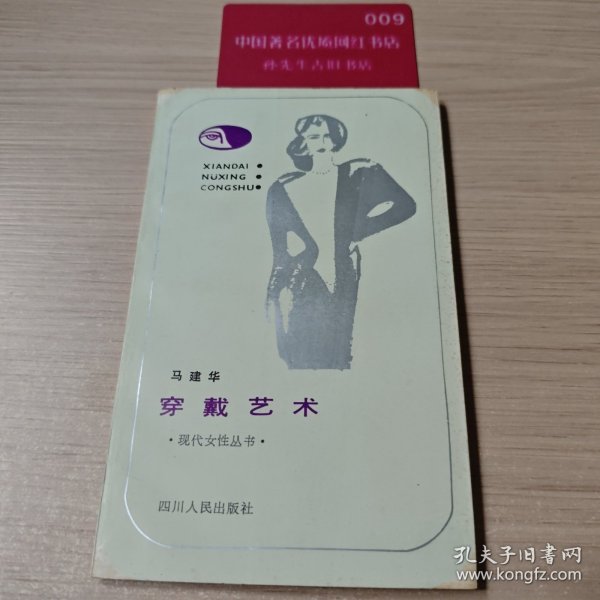 009
中国著名优质网红书店
孙先生古旧书店
XIANDAI
NUXING
CONGSHU
马建华
穿戴艺术
·现代女性丛书·
四川人民出版社
孔夫子旧书网
www.kongfz.com